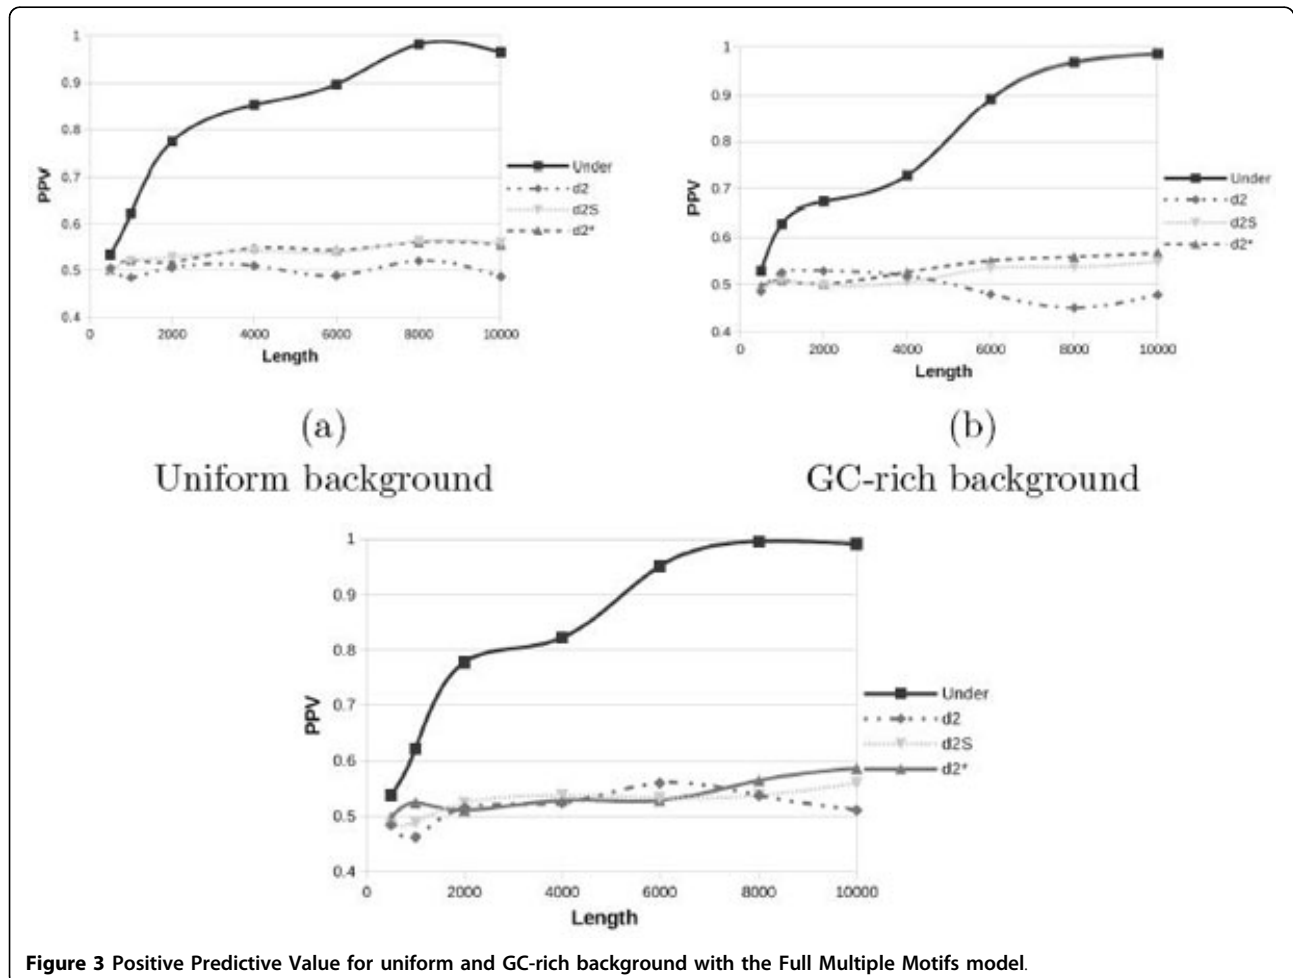 1
0.9
0.8
0.7
0.6
0.5
0.4
PPV
0 2000 4000 6000 8000 10000
Length
Under
d2
d2S
d2*
(a)
Uniform background
1
0.9
0.8
0.7
0.6
0.5
0.4
PPV
0 2000 4000 6000 8000 10000
Length
Under
d2
d2S
d2*
(b)
GC-rich background
1
0.9
0.8
0.7
0.6
0.5
0.4
PPV
0 2000 4000 6000 8000 10000
Length
Under
d2
d2S
d2*
Figure 3 Positive Predictive Value for uniform and GC-rich background with the Full Multiple Motifs model.